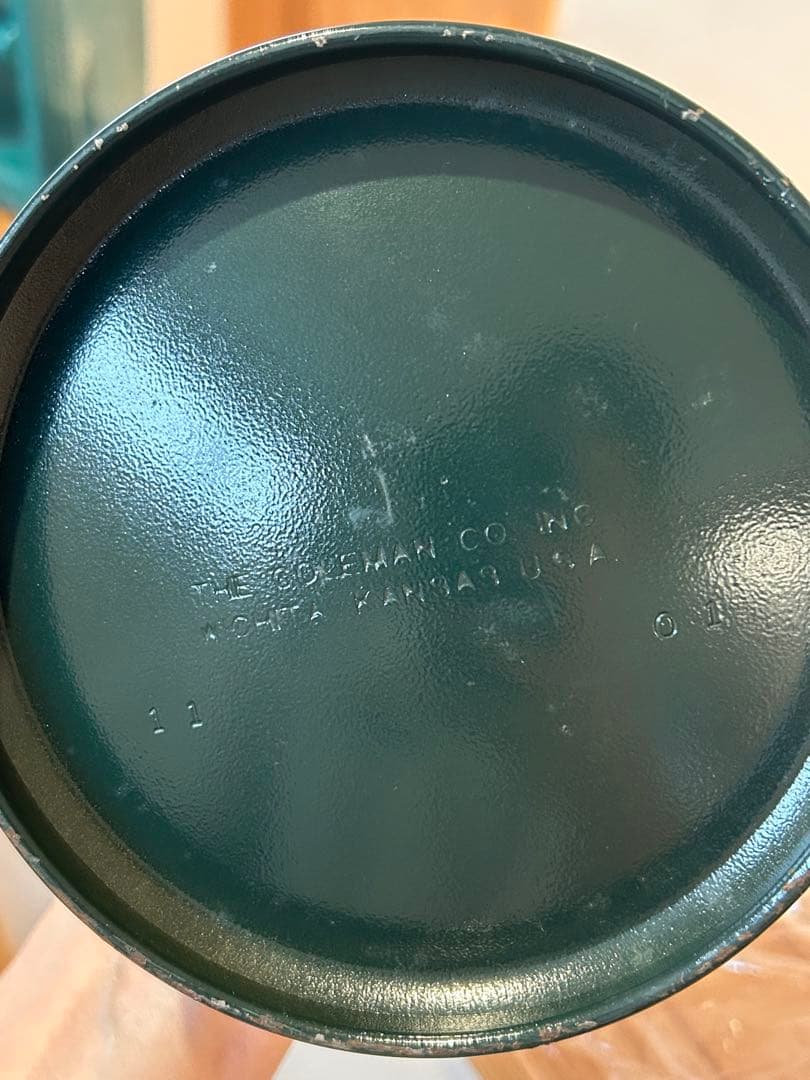 THE COLEMAN CO INC
WICHITA KANSAS U.S.A.
11
01